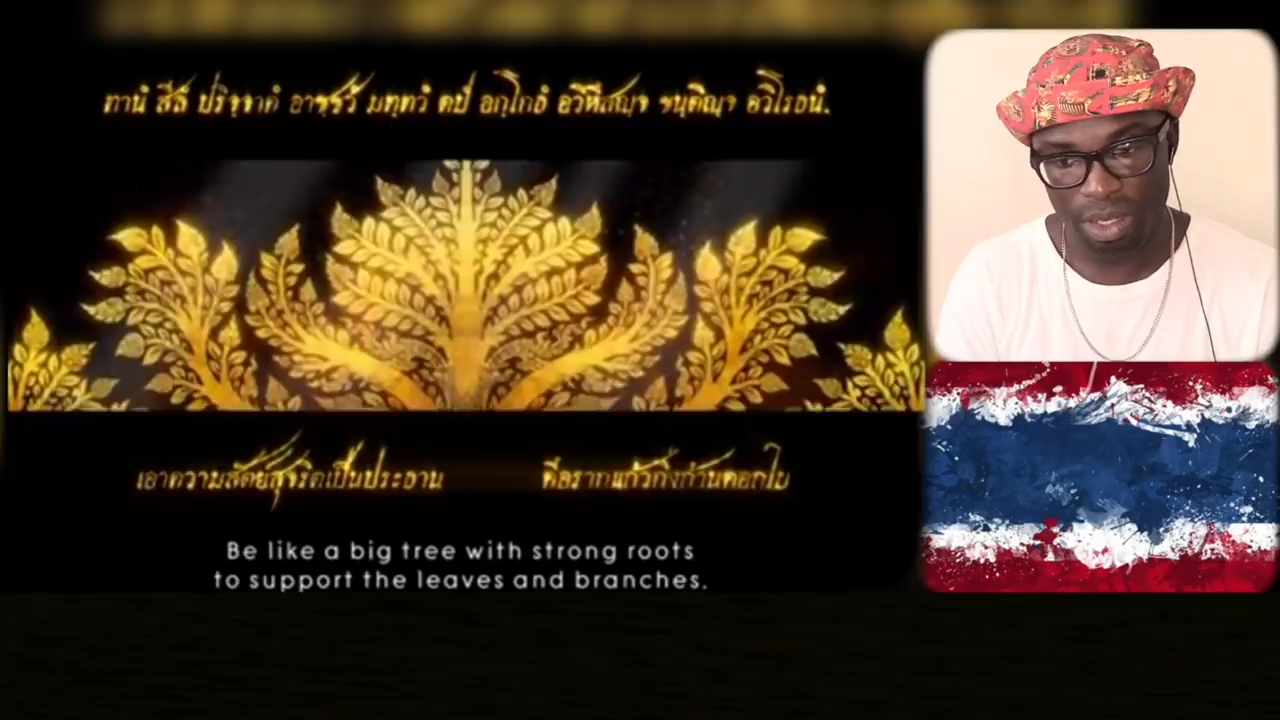 ทานํ สีลํ ปริจฺจาคํ อาชฺชวํ มทฺทวํ ตปํ อกฺโกธํ อวิหึสญฺจ ขนฺติญฺจ อวิโรธนํ.
เอาความสัตย์สุจริตเป็นประธาน คือรากแก้วกิ่งก้านดอกใบ
Be like a big tree with strong roots
to support the leaves and branches.